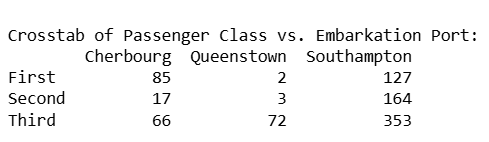 Crosstab of Passenger Class vs. Embarkation Port:
Cherbourg Queenstown Southampton
First 85 2 127
Second 17 3 164
Third 66 72 353